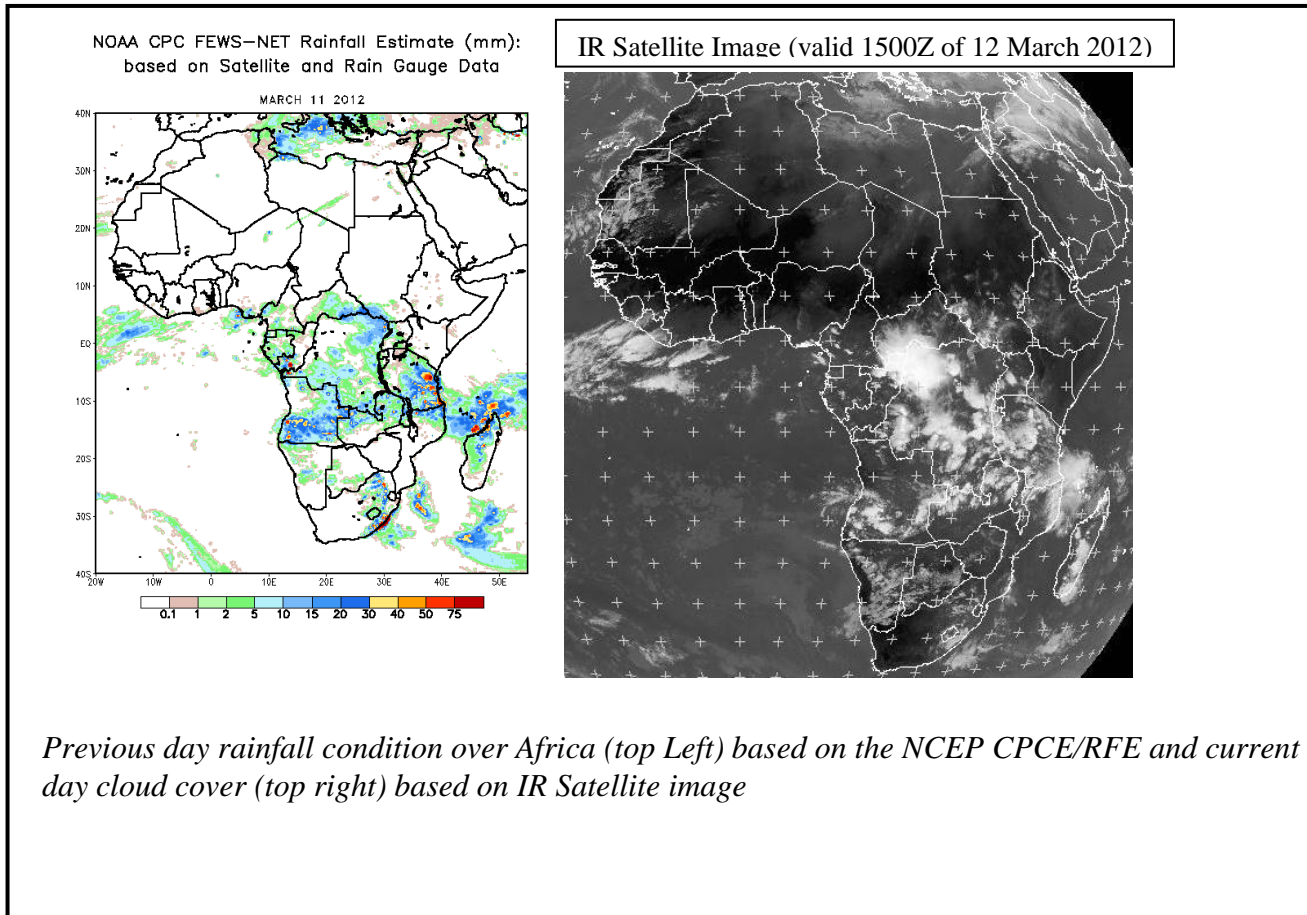 NOAA CPC FEWS-NET Rainfall Estimate (mm):
based on Satellite and Rain Gauge Data
MARCH 11 2012
IR Satellite Image (valid 1500Z of 12 March 2012)
40N
30N
20N
10N
EQ
10S
20S
30S
40S
20W 10W 0 10E 20E 30E 40E 50E
0.1 1 2 5 10 15 20 30 40 50 75
Previous day rainfall condition over Africa (top Left) based on the NCEP CPCE/RFE and current
day cloud cover (top right) based on IR Satellite image